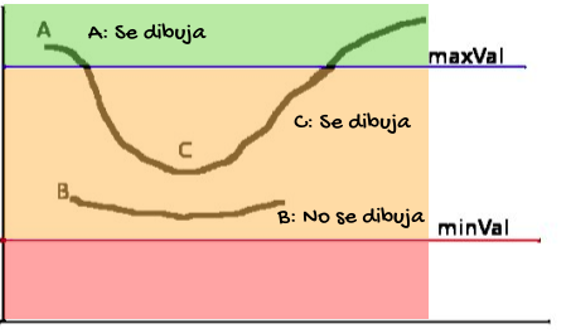 A
A: Se dibuja
maxVal
C: Se dibuja
C
B
B: No se dibuja
minVal